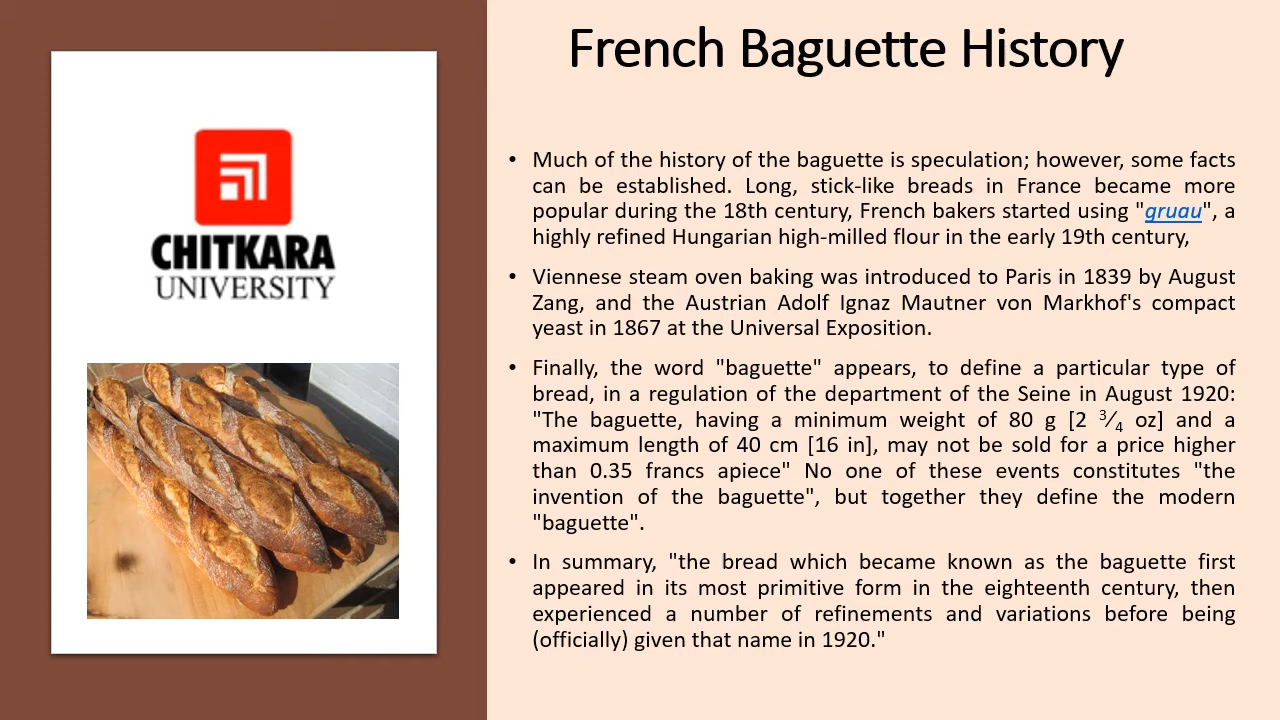 French Baguette History
CHITKARA
UNIVERSITY
• Much of the history of the baguette is speculation; however, some facts
can be established. Long, stick-like breads in France became more
popular during the 18th century, French bakers started using "gruau", a
highly refined Hungarian high-milled flour in the early 19th century,
• Viennese steam oven baking was introduced to Paris in 1839 by August
Zang, and the Austrian Adolf Ignaz Mautner von Markhof's compact
yeast in 1867 at the Universal Exposition.
• Finally, the word "baguette" appears, to define a particular type of
bread, in a regulation of the department of the Seine in August 1920:
"The baguette, having a minimum weight of 80 g [2 3⁄4 oz] and a
maximum length of 40 cm [16 in], may not be sold for a price higher
than 0.35 francs apiece" No one of these events constitutes "the
invention of the baguette", but together they define the modern
"baguette".
• In summary, "the bread which became known as the baguette first
appeared in its most primitive form in the eighteenth century, then
experienced a number of refinements and variations before being
(officially) given that name in 1920."